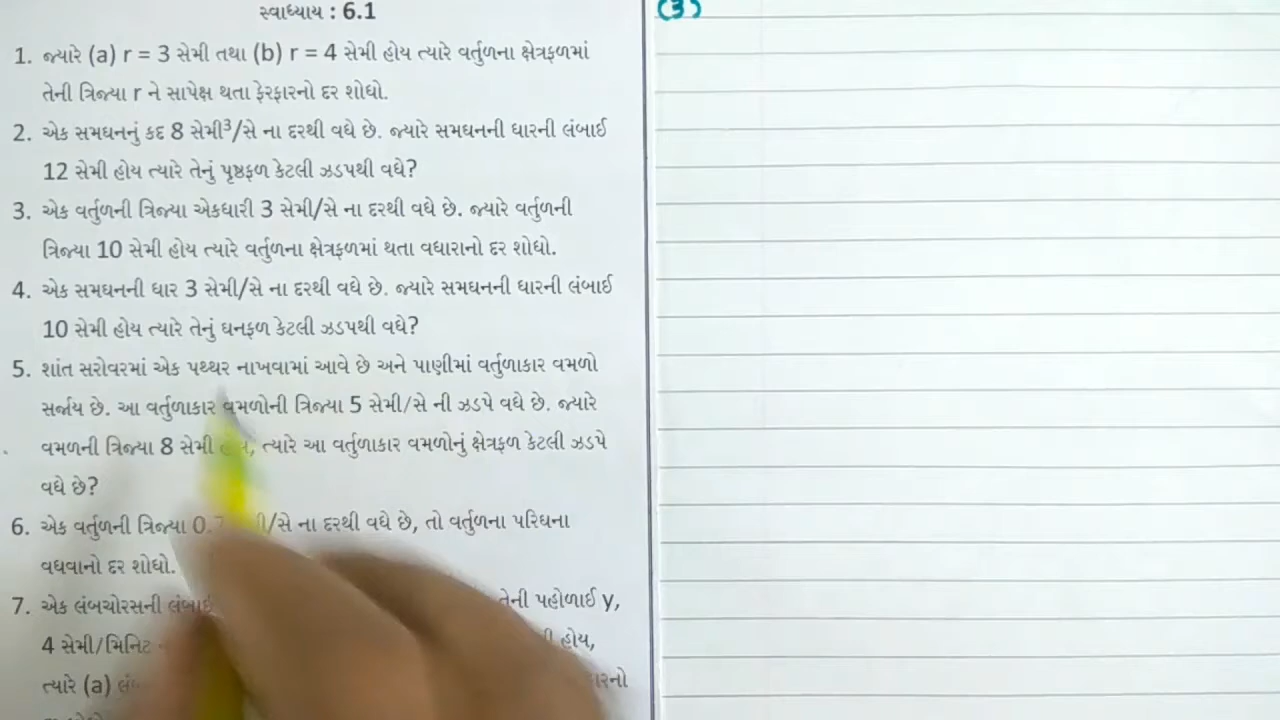 સ્વાધ્યાય : 6.1
(3)
1. જ્યારે (a) r = 3 સેમી તથા (b) r = 4 સેમી હોય ત્યારે વર્તુળના ક્ષેત્રફળમાં
તેની ત્રિજ્યા r ને સાપેક્ષ થતા ફેરફારનો દર શોધો.
2. એક સમઘનનું કદ 8 સેમી³/સે ના દરથી વધે છે. જ્યારે સમઘનની ધારની લંબાઈ
12 સેમી હોય ત્યારે તેનું પૃષ્ઠફળ કેટલી ઝડપથી વધે?
3. એક વર્તુળની ત્રિજ્યા એકધારી 3 સેમી/સે ના દરથી વધે છે. જ્યારે વર્તુળની
ત્રિજ્યા 10 સેમી હોય ત્યારે વર્તુળના ક્ષેત્રફળમાં થતા વધારાનો દર શોધો.
4. એક સમઘનની ધાર 3 સેમી/સે ના દરથી વધે છે. જ્યારે સમઘનની ધારની લંબાઈ
10 સેમી હોય ત્યારે તેનું ઘનફળ કેટલી ઝડપથી વધે?
5. શાંત સરોવરમાં એક પથ્થર નાખવામાં આવે છે અને પાણીમાં વર્તુળાકાર વમળો
સર્જાય છે. આ વર્તુળાકાર વમળોની ત્રિજ્યા 5 સેમી/સે ની ઝડપે વધે છે. જ્યારે
વમળની ત્રિજ્યા 8 સેમી ત્યારે આ વર્તુળાકાર વમળોનું ક્ષેત્રફળ કેટલી ઝડપે
વધે છે?
6. એક વર્તુળની ત્રિજ્યા ના દરથી વધે છે, તો વર્તુળના પરિઘના
વધવાનો દર શોધો.
7. એક લંબચોરસની લંબાઈ તેની પહોળાઈ y,
4 સેમી/મિનિટ હોય,
ત્યારે (a)